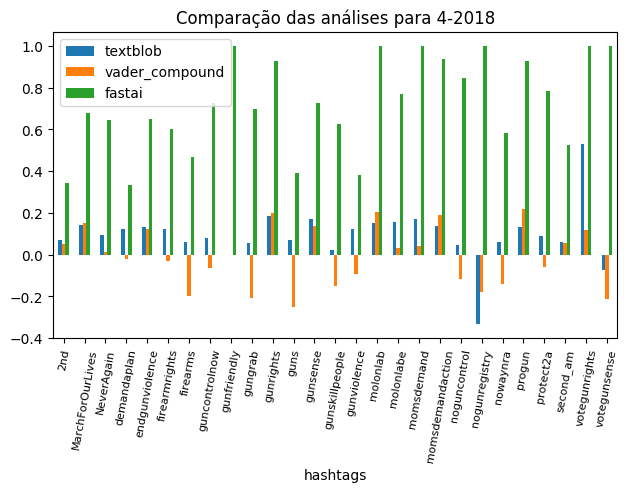 Comparação das análises para 4-2018
textblob
vader_compound
fastai
1.0
0.8
0.6
0.4
0.2
0.0
−0.2
−0.4
2nd
MarchForOurLives
NeverAgain
demandaplan
endgunviolence
firearmrights
firearms
guncontrolnow
gunfriendly
gungrab
gunrights
guns
gunsense
gunskillpeople
gunviolence
molonlab
molonlabe
momsdemand
momsdemandaction
noguncontrol
nogunregistry
nowaynra
progun
protect2a
second_am
votegunrights
votegunsense
hashtags